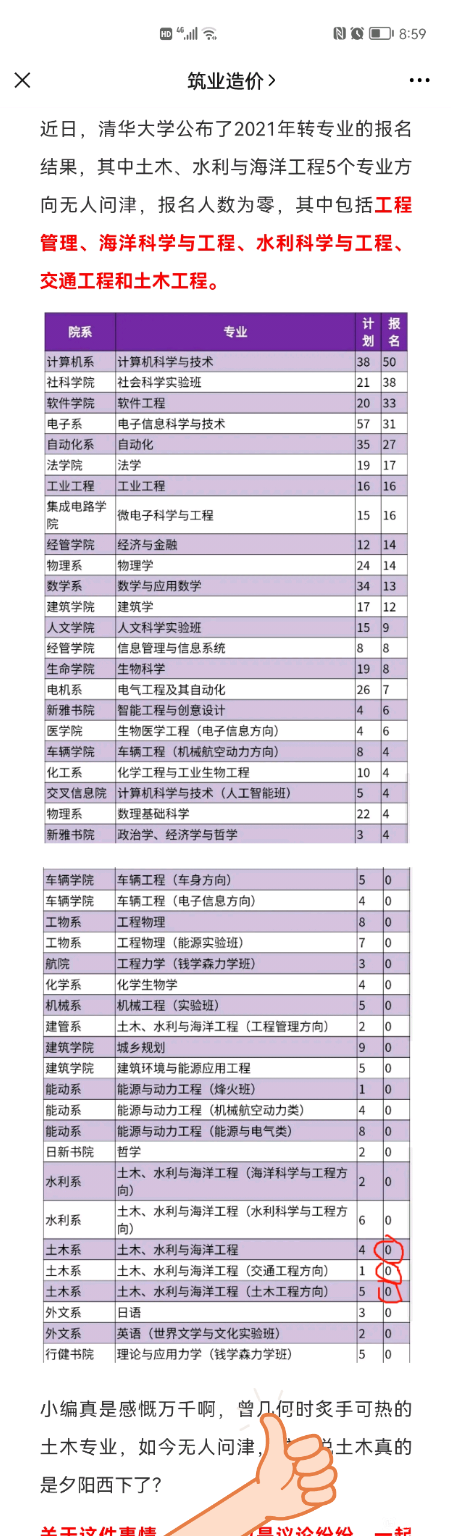 HD 46 8:59
筑业造价
近日，清华大学公布了2021年转专业的报名
结果，其中土木、水利与海洋工程5个专业方
向无人问津，报名人数为零，其中包括工程
管理、海洋科学与工程、水利科学与工程、
交通工程和土木工程。
院系 专业 计划 报名
计算机系 计算机科学与技术 38 50
社科学院 社会科学实验班 21 38
软件学院 软件工程 20 33
电子系 电子信息科学与技术 57 31
自动化系 自动化 35 27
法学院 法学 19 17
工业工程 工业工程 16 16
集成电路学院 微电子科学与工程 15 16
经管学院 经济与金融 12 14
物理系 物理学 24 14
数学系 数学与应用数学 34 13
建筑学院 建筑学 17 12
人文学院 人文科学实验班 15 9
经管学院 信息管理与信息系统 8 8
生命学院 生物科学 19 8
电机系 电气工程及其自动化 26 7
新雅书院 智能工程与创意设计 4 6
医学院 生物医学工程（电子信息方向） 4 6
车辆学院 车辆工程（机械航空动力方向） 8 4
化工系 化学工程与工业生物工程 10 4
交叉信息院 计算机科学与技术（人工智能班） 5 4
物理系 数理基础科学 22 4
新雅书院 政治学、经济学与哲学 3 4
车辆学院 车辆工程（车身方向） 5 0
车辆学院 车辆工程（电子信息方向） 4 0
工物系 工程物理 8 0
工物系 工程物理（能源实验班） 7 0
航院 工程力学（钱学森力学班） 3 0
化学系 化学生物学 4 0
机械系 机械工程（实验班） 5 0
建管系 土木、水利与海洋工程（工程管理方向） 2 0
建筑学院 城乡规划 9 0
建筑学院 建筑环境与能源应用工程 5 0
能动系 能源与动力工程（烽火班） 1 0
能动系 能源与动力工程（机械航空动力类） 4 0
能动系 能源与动力工程（能源与电气类） 8 0
日新书院 哲学 2 0
水利系 土木、水利与海洋工程（海洋科学与工程方向） 2 0
水利系 土木、水利与海洋工程（水利科学与工程方向） 6 0
土木系 土木、水利与海洋工程 4 0
土木系 土木、水利与海洋工程（交通工程方向） 1 0
土木系 土木、水利与海洋工程（土木工程方向） 5 0
外文系 日语 3 0
外文系 英语（世界文学与文化实验班） 2 0
行健书院 理论与应用力学（钱学森力学班） 5 0
小编真是感慨万千啊，曾几何时炙手可热的
土木专业，如今无人问津，说土木真的
是夕阳西下了？
关于这件事情 是议论纷纷，一起